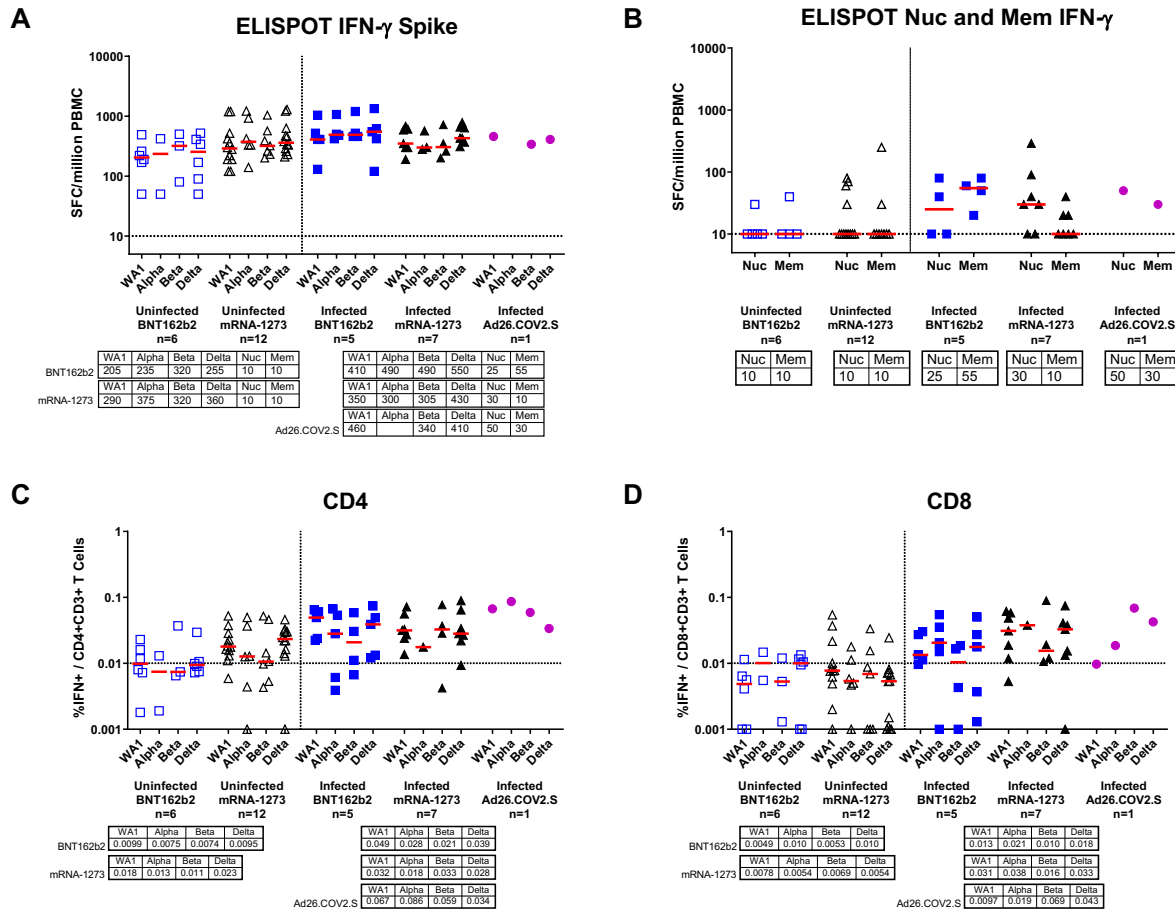 A
ELISPOT IFN-γ Spike
SFC/million PBMC
10000
1000
100
10
WA1 Alpha Beta Delta WA1 Alpha Beta Delta WA1 Alpha Beta Delta WA1 Alpha Beta Delta WA1 Alpha Beta Delta
Uninfected Uninfected Infected Infected Infected
BNT162b2 mRNA-1273 BNT162b2 mRNA-1273 Ad26.COV2.S
n=6 n=12 n=5 n=7 n=1
WA1 Alpha Beta Delta Nuc Mem WA1 Alpha Beta Delta Nuc Mem
BNT162b2 205 235 320 255 10 10 410 490 490 550 25 55
WA1 Alpha Beta Delta Nuc Mem WA1 Alpha Beta Delta Nuc Mem
mRNA-1273 290 375 320 360 10 10 350 300 305 430 30 10
WA1 Alpha Beta Delta Nuc Mem
Ad26.COV2.S 460 340 410 50 30
B
ELISPOT Nuc and Mem IFN-γ
SFC/million PBMC
10000
1000
100
10
Nuc Mem Nuc Mem Nuc Mem Nuc Mem Nuc Mem
Uninfected Uninfected Infected Infected Infected
BNT162b2 mRNA-1273 BNT162b2 mRNA-1273 Ad26.COV2.S
n=6 n=12 n=5 n=7 n=1
Nuc Mem Nuc Mem Nuc Mem Nuc Mem Nuc Mem
10 10 10 10 25 55 30 10 50 30
C
CD4
%IFN+ / CD4+CD3+ T Cells
1
0.1
0.010
0.001
WA1 Alpha Beta Delta WA1 Alpha Beta Delta WA1 Alpha Beta Delta WA1 Alpha Beta Delta WA1 Alpha Beta Delta
Uninfected Uninfected Infected Infected Infected
BNT162b2 mRNA-1273 BNT162b2 mRNA-1273 Ad26.COV2.S
n=6 n=12 n=5 n=7 n=1
WA1 Alpha Beta Delta WA1 Alpha Beta Delta
BNT162b2 0.0099 0.0075 0.0074 0.0095 0.049 0.028 0.021 0.039
WA1 Alpha Beta Delta WA1 Alpha Beta Delta
mRNA-1273 0.018 0.013 0.011 0.023 0.032 0.018 0.033 0.028
WA1 Alpha Beta Delta
Ad26.COV2.S 0.067 0.086 0.059 0.034
D
CD8
%IFN+ / CD8+CD3+ T Cells
1
0.1
0.01
0.001
WA1 Alpha Beta Delta WA1 Alpha Beta Delta WA1 Alpha Beta Delta WA1 Alpha Beta Delta WA1 Alpha Beta Delta
Uninfected Uninfected Infected Infected Infected
BNT162b2 mRNA-1273 BNT162b2 mRNA-1273 Ad26.COV2.S
n=6 n=12 n=5 n=7 n=1
WA1 Alpha Beta Delta WA1 Alpha Beta Delta
BNT162b2 0.0049 0.010 0.0053 0.010 0.013 0.021 0.010 0.018
WA1 Alpha Beta Delta WA1 Alpha Beta Delta
mRNA-1273 0.0078 0.0054 0.0069 0.0054 0.031 0.038 0.016 0.033
WA1 Alpha Beta Delta
Ad26.COV2.S 0.0097 0.019 0.069 0.043